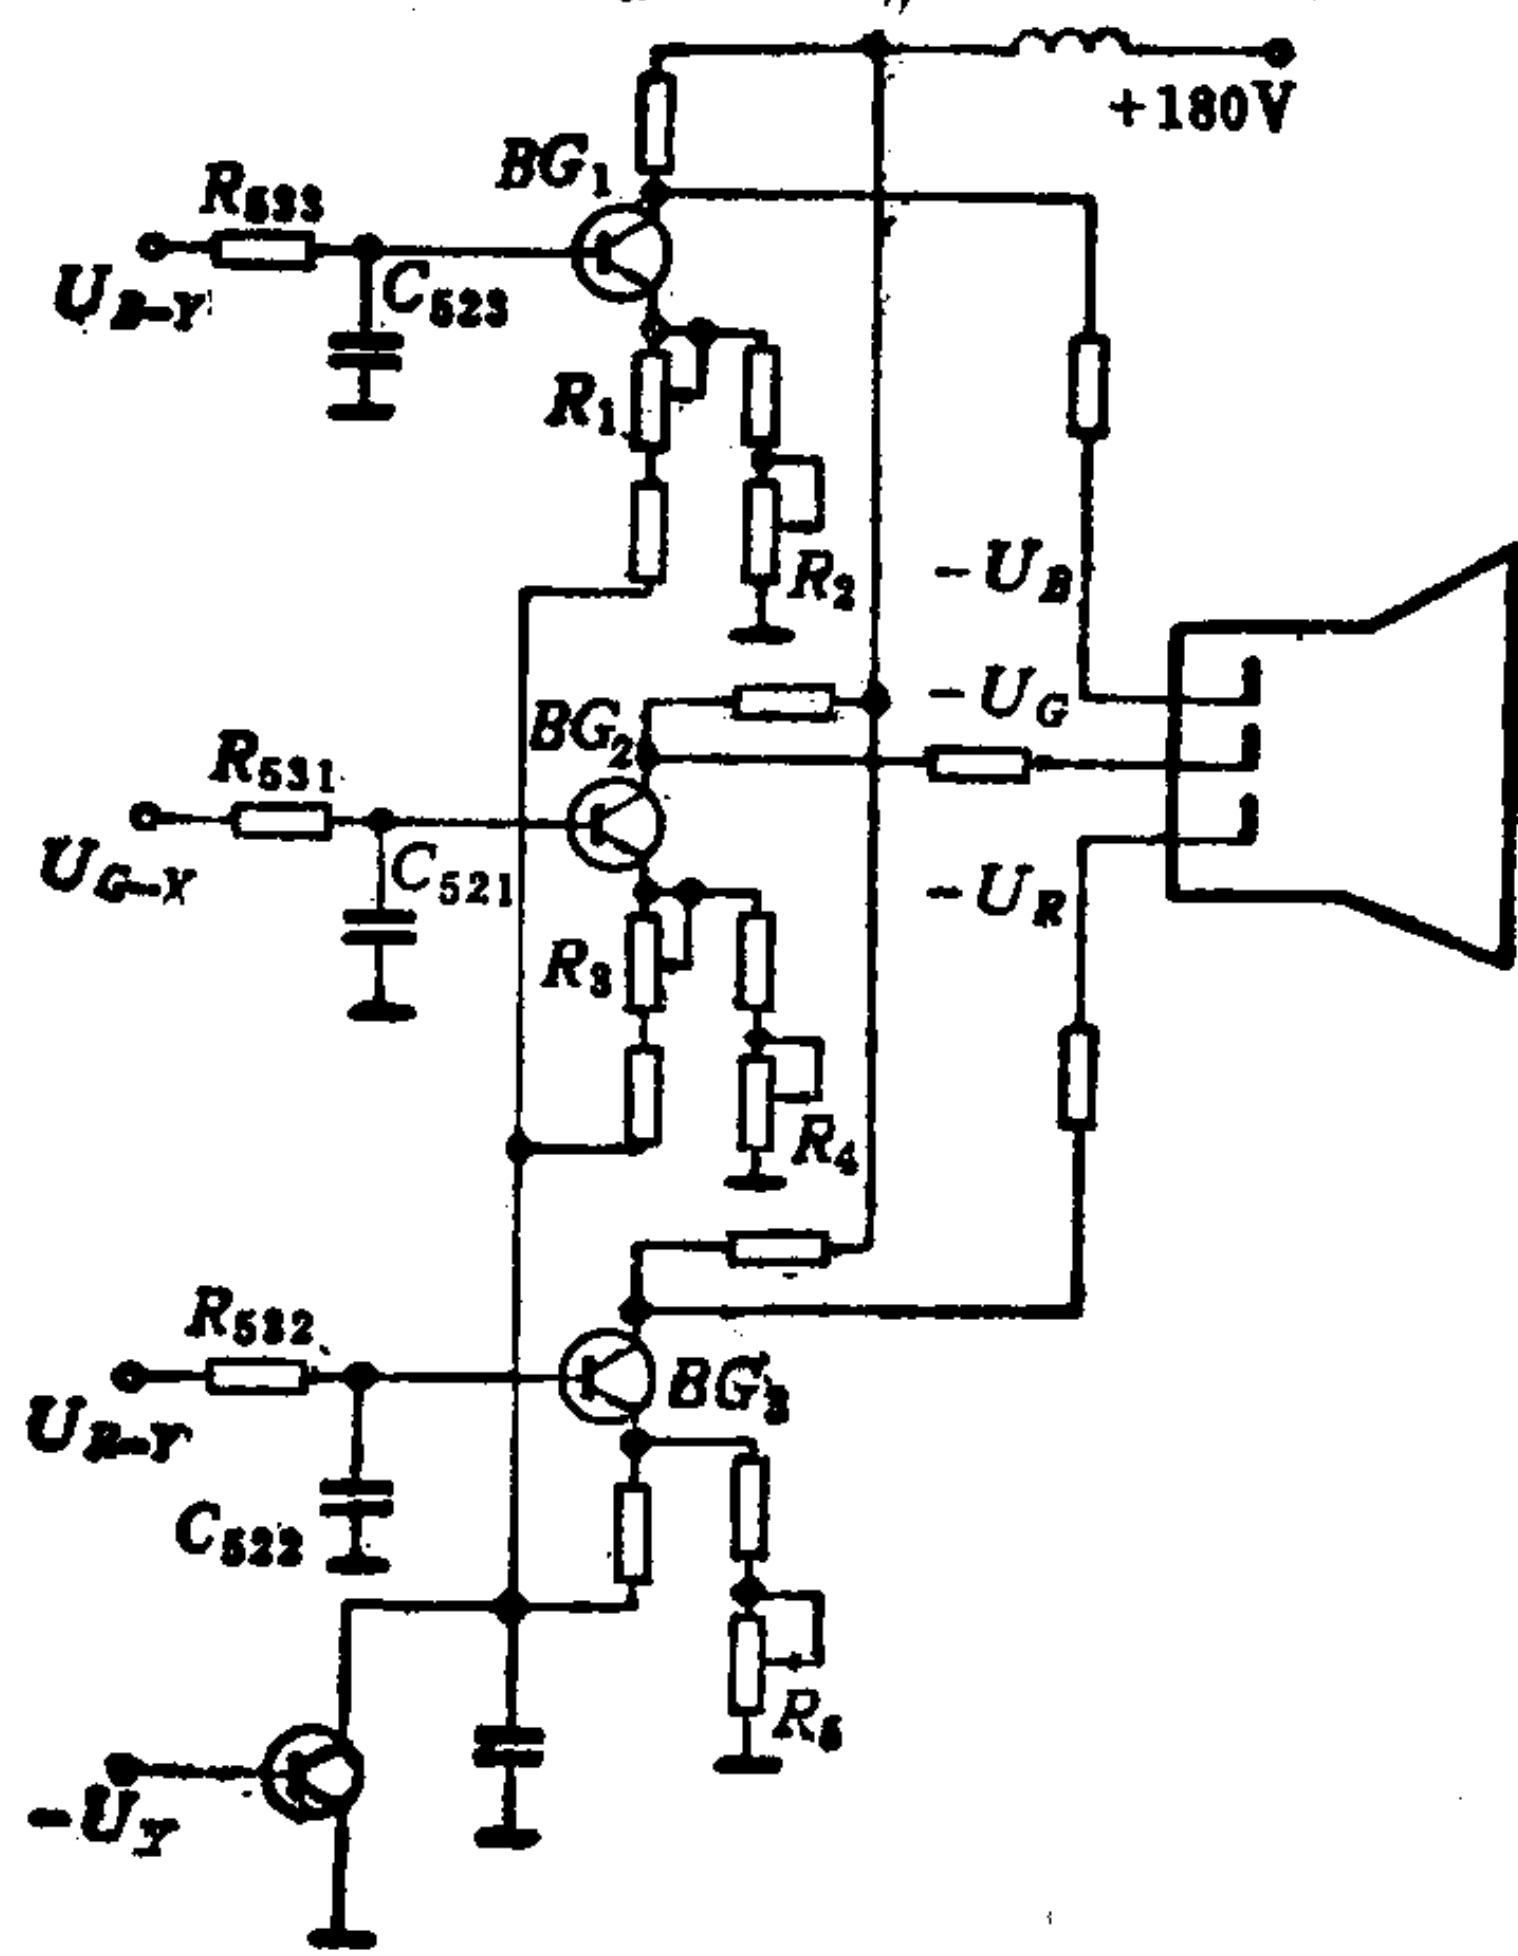 +180V
BG₁
R₅₃₃
U_B-Y
C₅₂₃
R₁
R₂
-U_B
-U_G
BG₂
R₅₃₁
U_G-Y
C₅₂₁
-U_R
R₃
R₄
R₅₃₂
BG₃
U_R-Y
C₅₂₂
R₅
-U_Y